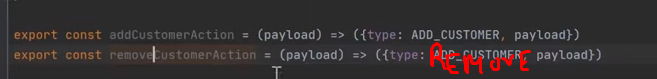 export const addCustomerAction = (payload) => ({type: ADD_CUSTOMER, payload})
export const removeCustomerAction = (payload) => ({type: ADD_CUSTOMER, payload})
REMOVE